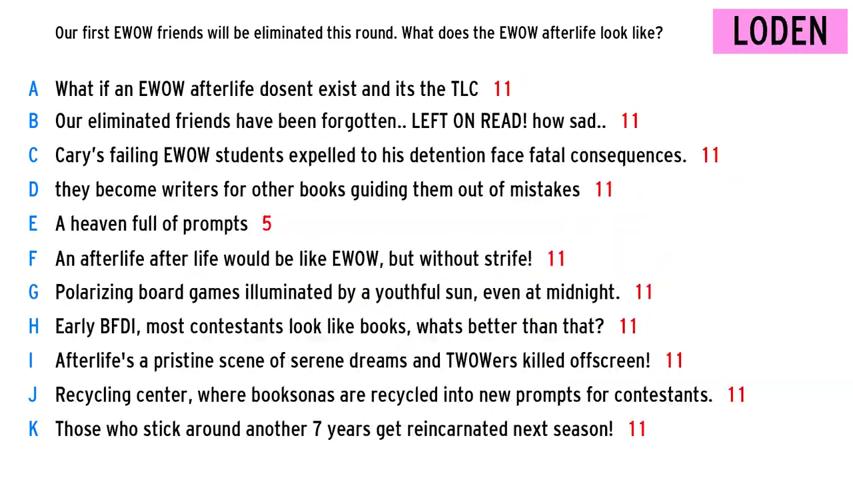 Our first EWOW friends will be eliminated this round. What does the EWOW afterlife look like?
LODEN
A What if an EWOW afterlife dosent exist and its the TLC 11
B Our eliminated friends have been forgotten.. LEFT ON READ! how sad.. 11
C Cary's failing EWOW students expelled to his detention face fatal consequences. 11
D they become writers for other books guiding them out of mistakes 11
E A heaven full of prompts 5
F An afterlife after life would be like EWOW, but without strife! 11
G Polarizing board games illuminated by a youthful sun, even at midnight. 11
H Early BFDI, most contestants look like books, whats better than that? 11
I Afterlife's a pristine scene of serene dreams and TWOWers killed offscreen! 11
J Recycling center, where booksonas are recycled into new prompts for contestants. 11
K Those who stick around another 7 years get reincarnated next season! 11